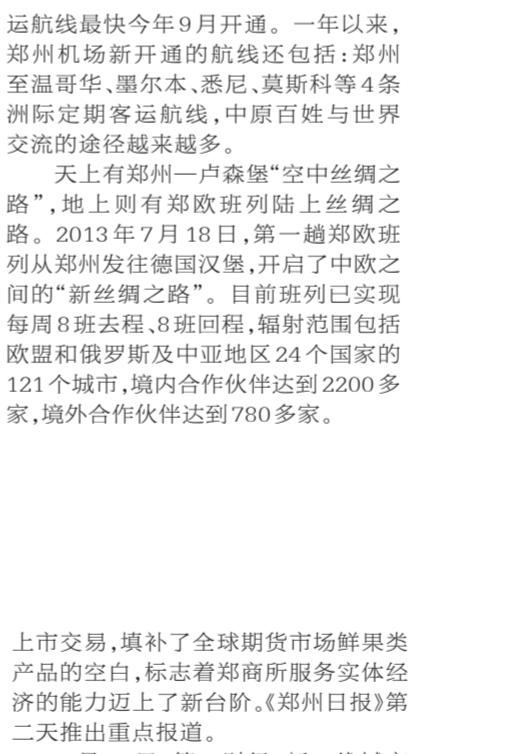 运航线最快今年9月开通。一年以来,
郑州机场新开通的航线还包括:郑州
至温哥华、墨尔本、悉尼、莫斯科等4条
洲际定期客运航线,中原百姓与世界
交流的途径越来越多。
天上有郑州—卢森堡“空中丝绸之
路”,地上则有郑欧班列陆上丝绸之
路。2013年7月18日,第一趟郑欧班
列从郑州发往德国汉堡,开启了中欧之
间的“新丝绸之路”。目前班列已实现
每周8班去程、8班回程,辐射范围包括
欧盟和俄罗斯及中亚地区24个国家的
121个城市,境内合作伙伴达到2200多
家,境外合作伙伴达到780多家。
上市交易,填补了全球期货市场鲜果类
产品的空白,标志着郑商所服务实体经
济的能力迈上了新台阶。《郑州日报》第
二天推出重点报道。